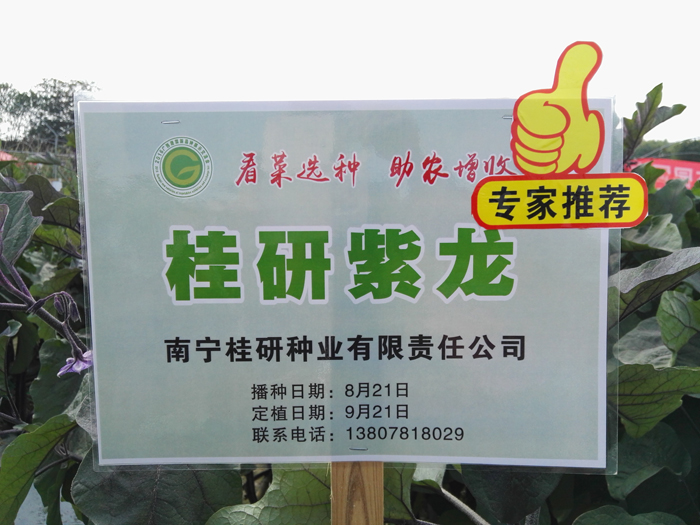 看菜选种 助农增收
专家推荐
桂研紫龙
南宁桂研种业有限责任公司
播种日期：8月21日
定植日期：9月21日
联系电话：13807818029